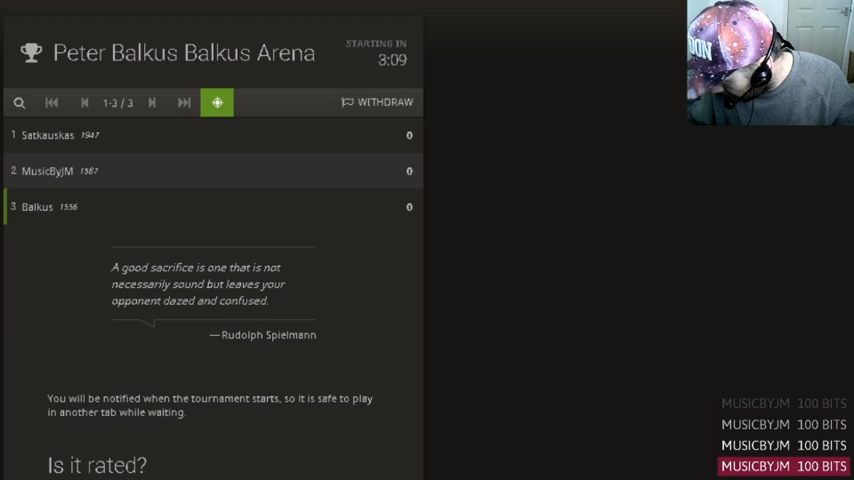 Peter Balkus Balkus Arena
STARTING IN
3:09
1-3 / 3
WITHDRAW
1 Satkauskas 1947 0
2 MusicByJM 1387 0
3 Balkus 1556 0
A good sacrifice is one that is not
necessarily sound but leaves your
opponent dazed and confused.
—Rudolph Spielmann
You will be notified when the tournament starts, so it is safe to play
in another tab while waiting.
Is it rated?
MUSICBYJM 100 BITS
MUSICBYJM 100 BITS
MUSICBYJM 100 BITS
MUSICBYJM 100 BITS